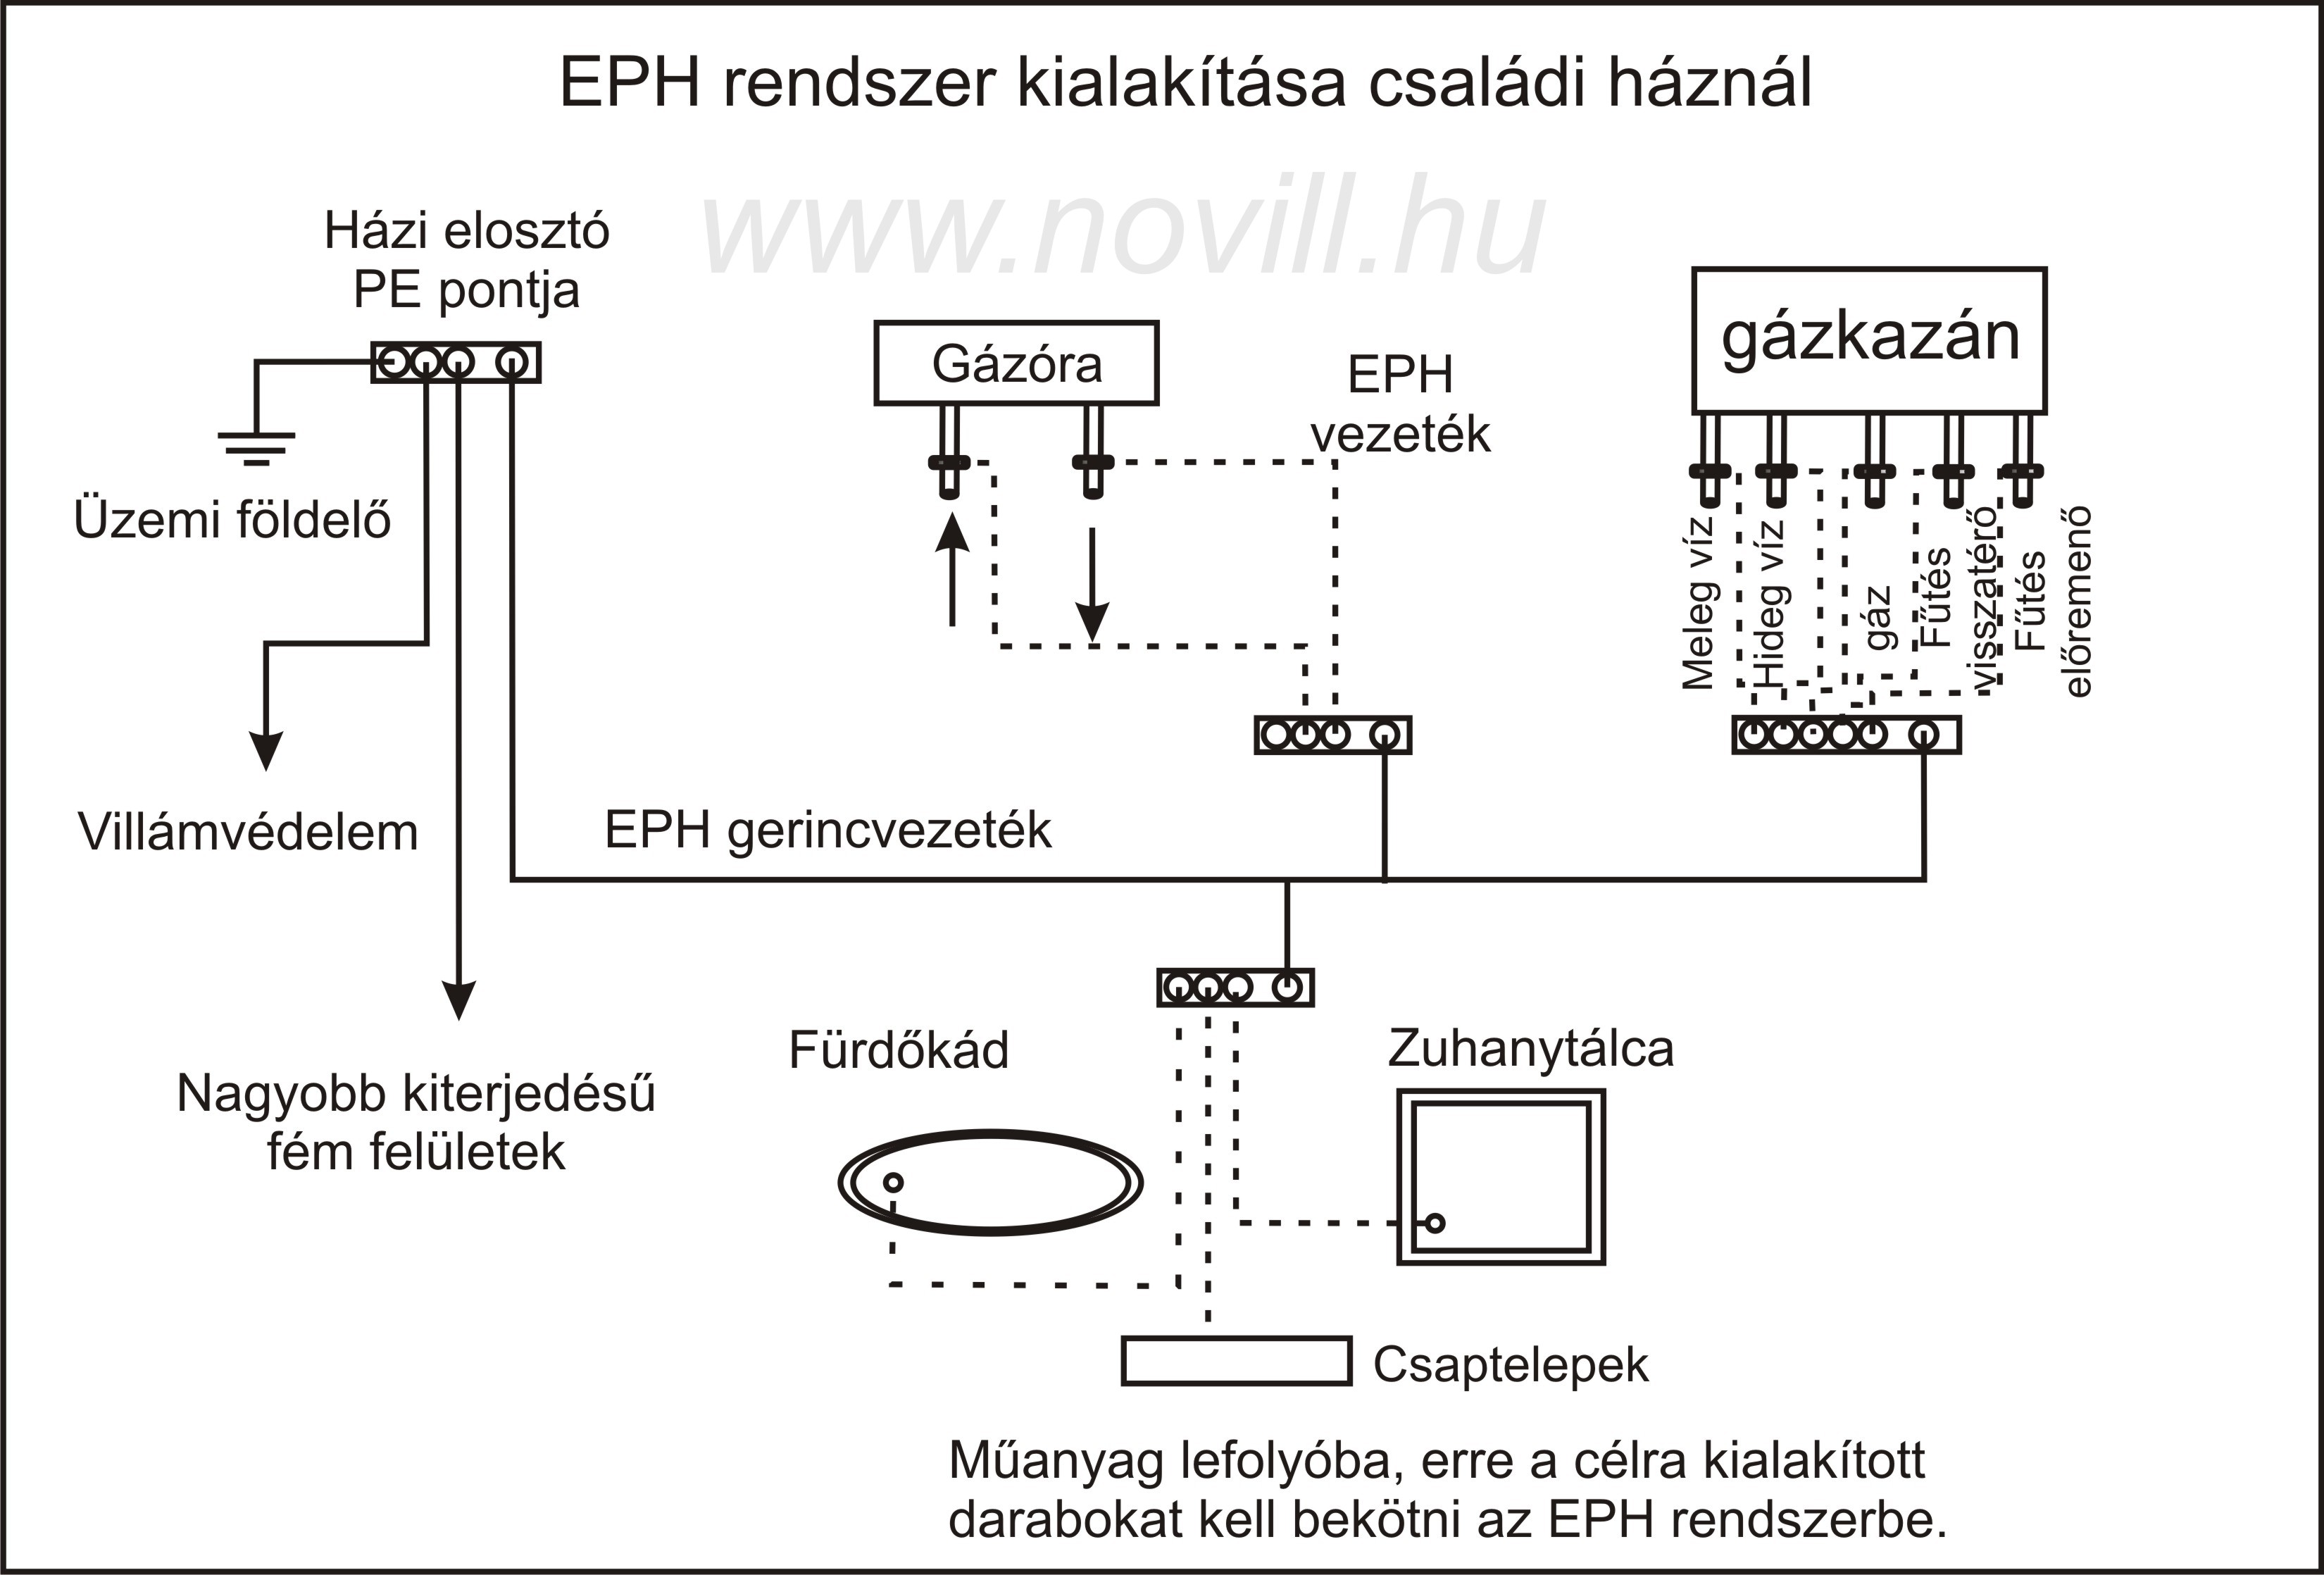 EPH rendszer kialakítása családi háznál
www.novill.hu
Házi elosztó
PE pontja
Üzemi földelő
Villámvédelem
Nagyobb kiterjedésű
fém felületek
Gázóra
EPH
vezeték
gázkazán
Meleg víz
Hideg víz
gáz
Fűtés
visszatérő
Fűtés
előremenő
EPH gerincvezeték
Fürdőkád
Zuhanytálca
Csaptelepek
Műanyag lefolyóba, erre a célra kialakított
darabokat kell bekötni az EPH rendszerbe.